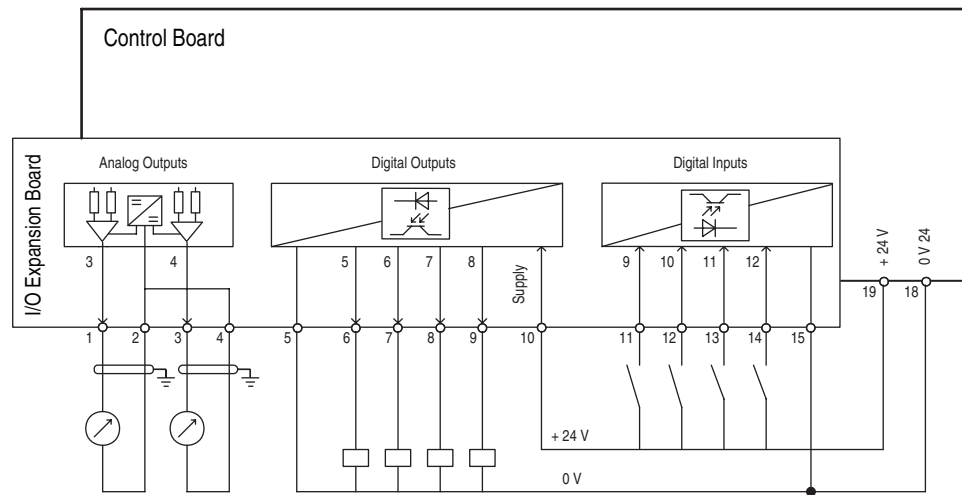 Control Board
I/O Expansion Board
Analog Outputs
Digital Outputs
Digital Inputs
3 4
5 6 7 8
Supply
9 10 11 12
+ 24 V
0 V 24
19 18
1 2 3 4 5 6 7 8 9 10 11 12 13 14 15
+ 24 V
0 V